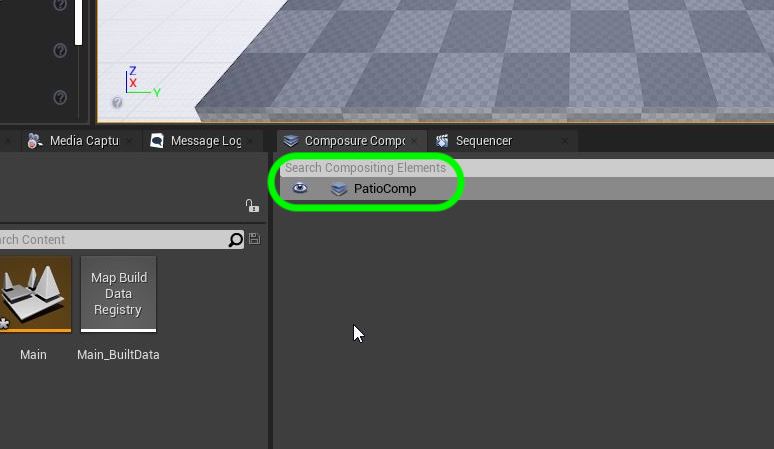 Z
X
Y
Media Captu
Message Log
Composure Compo
Sequencer
Search Compositing Elements
PatioComp
rch Content
Map Build
Data
Registry
Main
Main_BuiltData